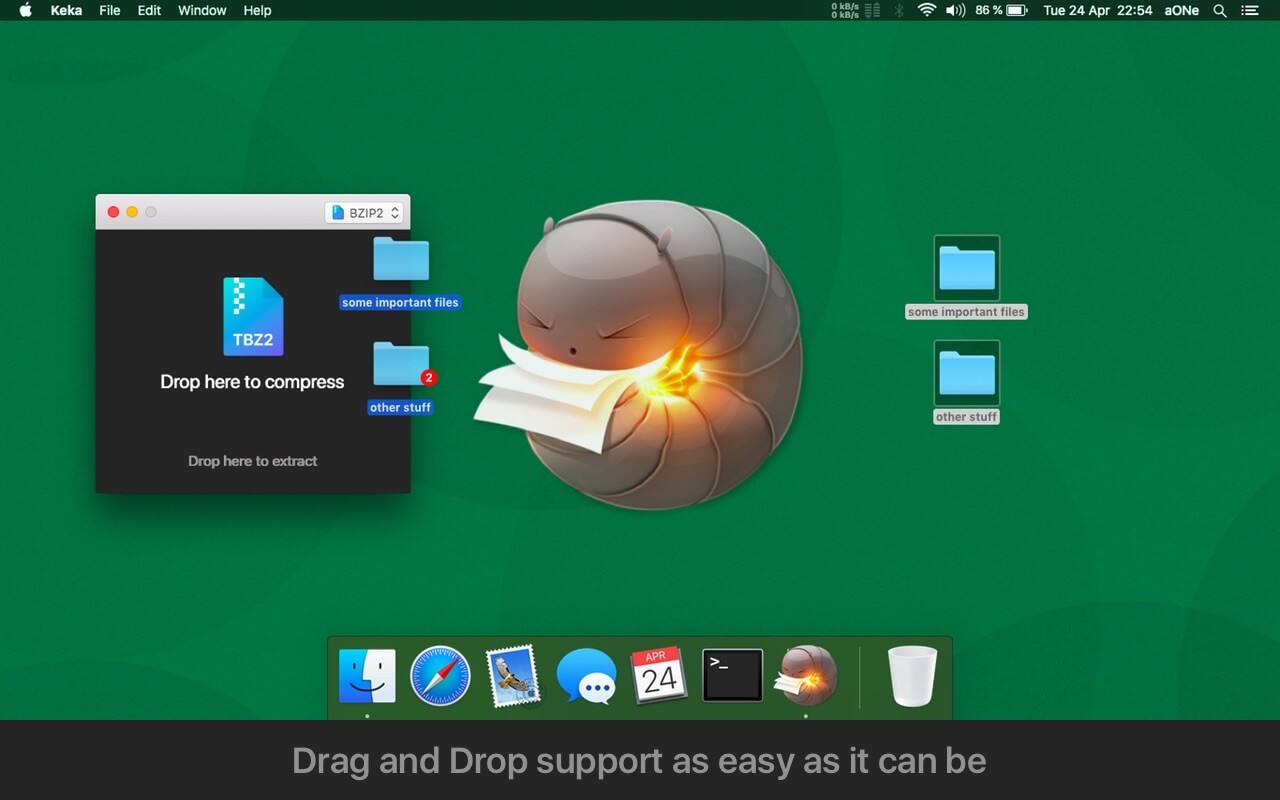 Keka File Edit Window Help
0 kB/s
0 kB/s
86 % Tue 24 Apr 22:54 aONe
BZIP2
TBZ2
Drop here to compress
Drop here to extract
some important files
2
other stuff
some important files
other stuff
APR
24
>_
Drag and Drop support as easy as it can be